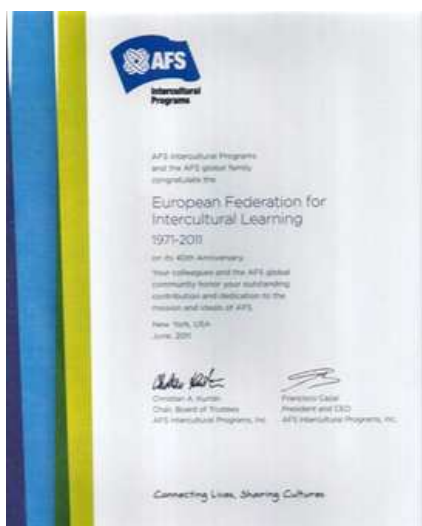 AFS
Intercultural
Programs
AFS Intercultural Programs
and the AFS global family
congratulate the
European Federation for
Intercultural Learning
1971-2011
on its 40th Anniversary.
Your colleagues and the AFS global
community honor your outstanding
contribution and dedication to the
mission and ideals of AFS.
New York, USA
June, 2011
Christian A.
Chair, Board of Trustees
AFS Intercultural Programs, Inc.
Francisco Cazal
President and CEO
AFS Intercultural Programs, Inc.
Connecting Lives, Sharing Cultures